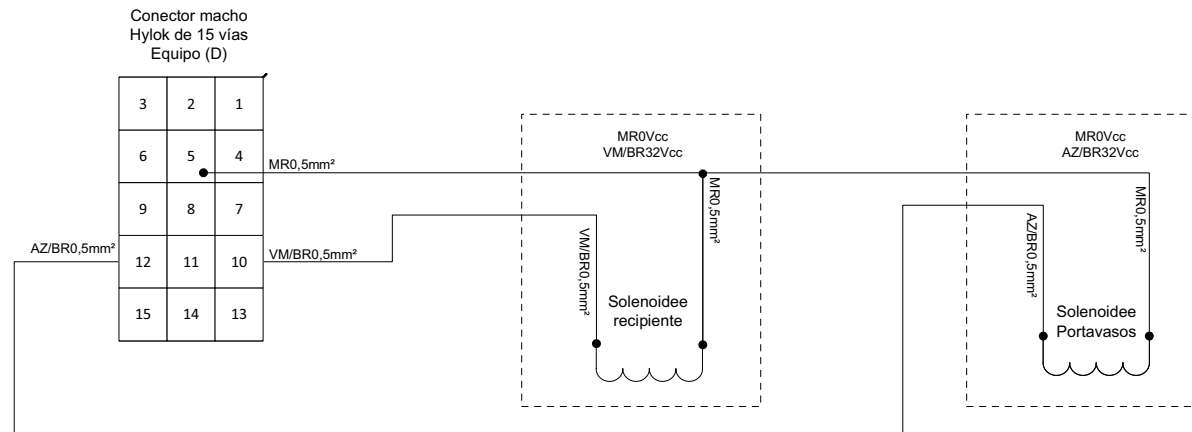 Conector macho
Hylok de 15 vías
Equipo (D)
3 2 1
6 5 4
9 8 7
12 11 10
15 14 13
MR0,5mm²
AZ/BR0,5mm²
VM/BR0,5mm²
MR0Vcc
VM/BR32Vcc
VM/BR0,5mm²
MR0,5mm²
Solenoidee
recipiente
MR0Vcc
AZ/BR32Vcc
AZ/BR0,5mm²
MR0,5mm²
Solenoidee
Portavasos